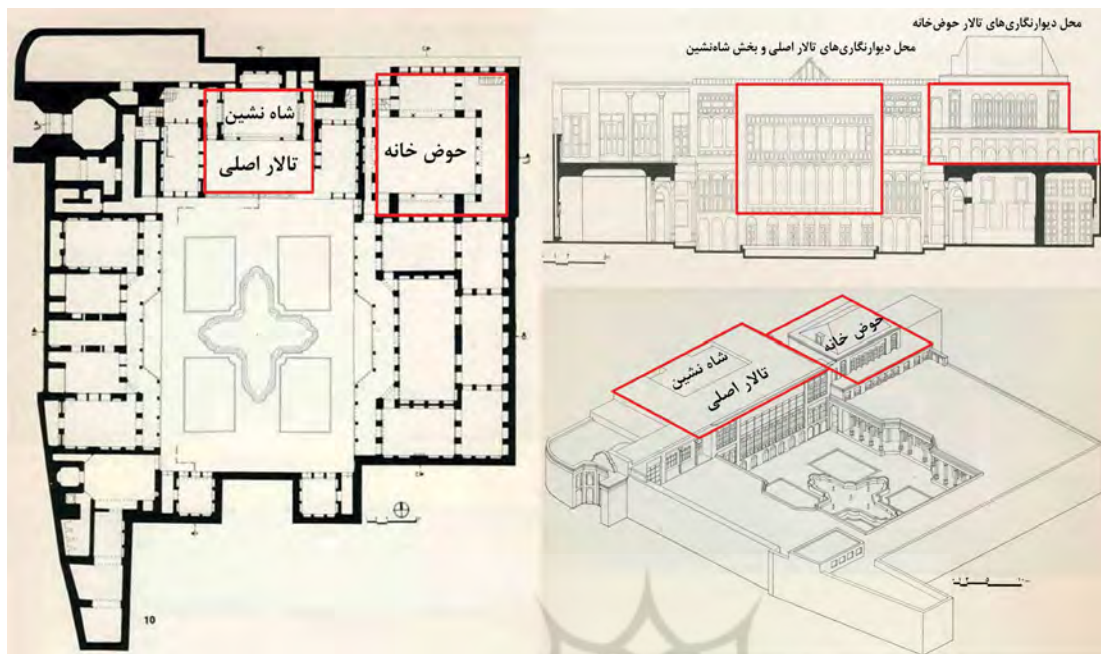 شاه نشین
تالار اصلی
حوض خانه
10
محل دیوارنگاری‌های تالار حوض‌خانه
محل دیوارنگاری‌های تالار اصلی و بخش شاه‌نشین
حوض خانه
شاه نشین
تالار اصلی